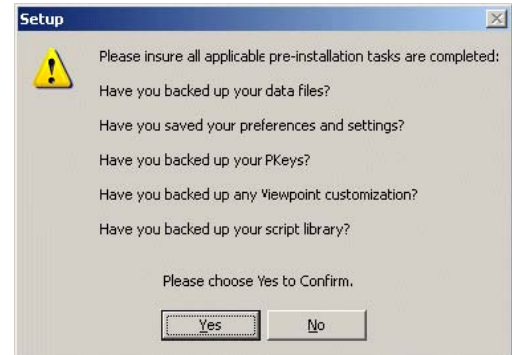 Setup
Please insure all applicable pre-installation tasks are completed:
Have you backed up your data files?
Have you saved your preferences and settings?
Have you backed up your PKeys?
Have you backed up any Viewpoint customization?
Have you backed up your script library?
Please choose Yes to Confirm.
Yes
No